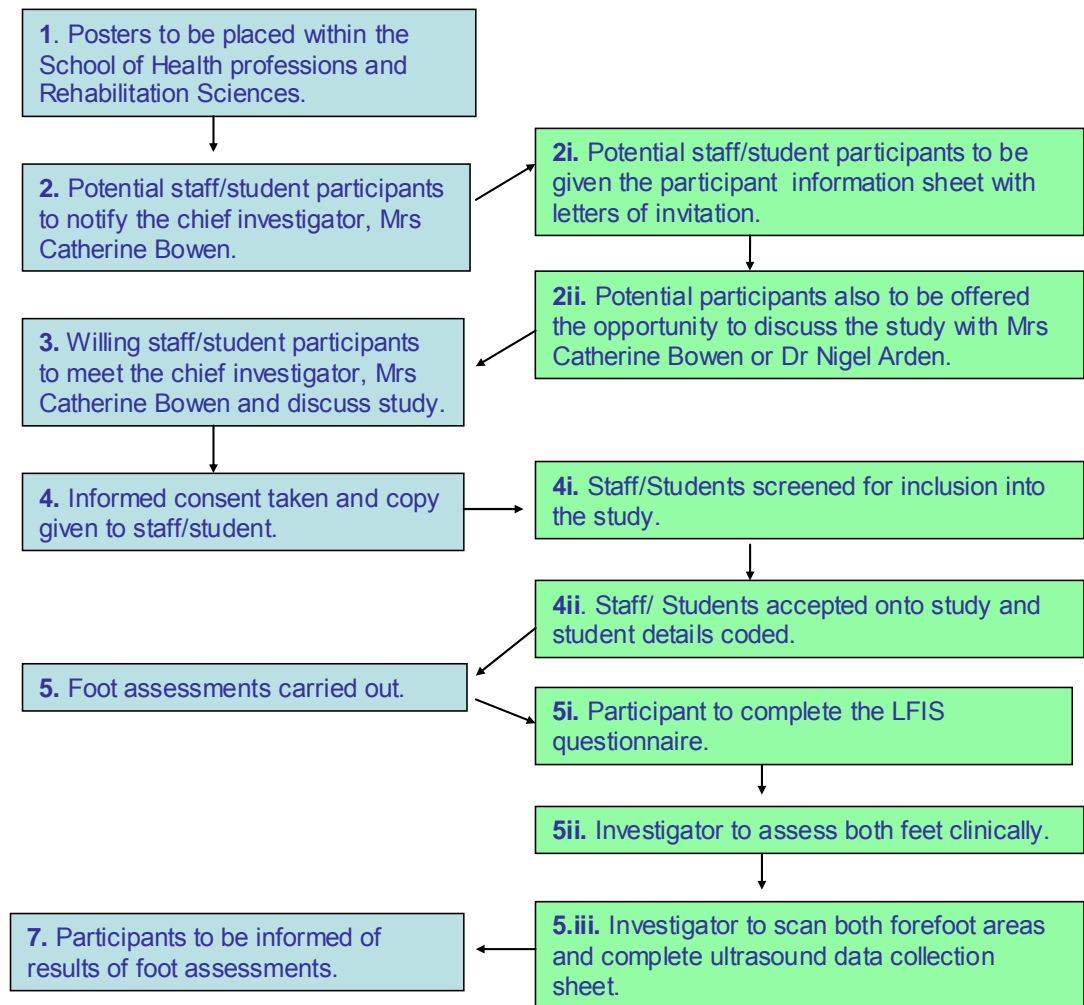 1. Posters to be placed within the
School of Health professions and
Rehabilitation Sciences.
2. Potential staff/student participants
to notify the chief investigator, Mrs
Catherine Bowen.
2i. Potential staff/student participants to be
given the participant information sheet with
letters of invitation.
2ii. Potential participants also to be offered
the opportunity to discuss the study with Mrs
Catherine Bowen or Dr Nigel Arden.
3. Willing staff/student participants
to meet the chief investigator, Mrs
Catherine Bowen and discuss study.
4. Informed consent taken and copy
given to staff/student.
4i. Staff/Students screened for inclusion into
the study.
4ii. Staff/ Students accepted onto study and
student details coded.
5. Foot assessments carried out.
5i. Participant to complete the LFIS
questionnaire.
5ii. Investigator to assess both feet clinically.
5.iii. Investigator to scan both forefoot areas
and complete ultrasound data collection
sheet.
7. Participants to be informed of
results of foot assessments.